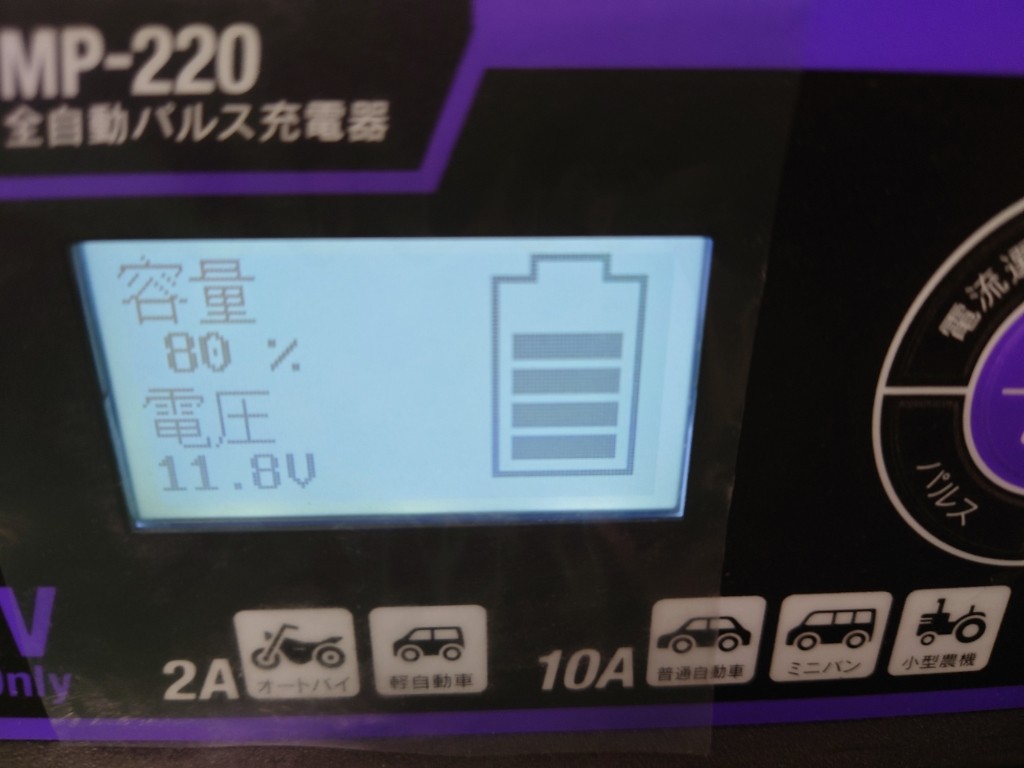 MP-220
全自動パルス充電器
容量
80 %
電圧
11.8V
電流
パルス
V
Only
2A
オートバイ
軽自動車
10A
普通自動車
ミニバン
小型農機